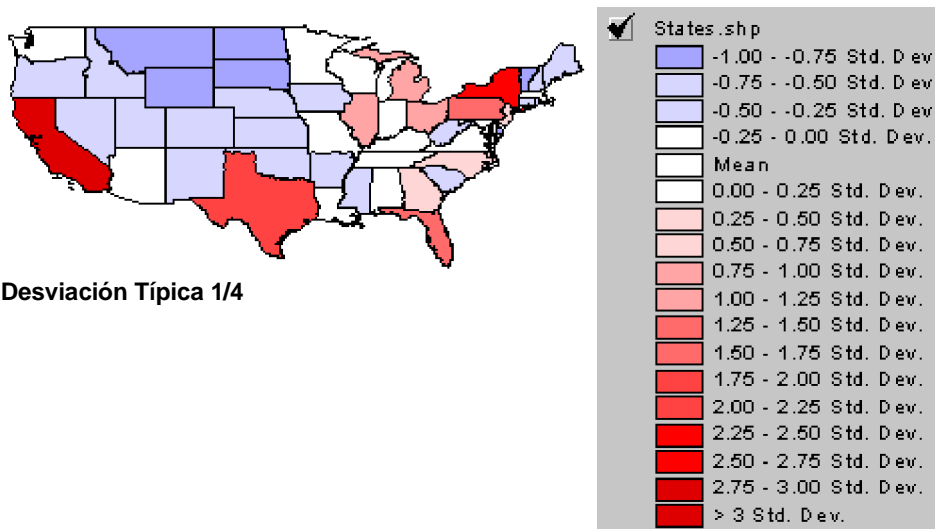 States.shp
-1.00 - -0.75 Std. Dev
-0.75 - -0.50 Std. Dev
-0.50 - -0.25 Std. Dev
-0.25 - 0.00 Std. Dev.
Mean
0.00 - 0.25 Std. Dev.
0.25 - 0.50 Std. Dev.
0.50 - 0.75 Std. Dev.
0.75 - 1.00 Std. Dev.
1.00 - 1.25 Std. Dev.
1.25 - 1.50 Std. Dev.
1.50 - 1.75 Std. Dev.
1.75 - 2.00 Std. Dev.
2.00 - 2.25 Std. Dev.
2.25 - 2.50 Std. Dev.
2.50 - 2.75 Std. Dev.
2.75 - 3.00 Std. Dev.
> 3 Std. Dev.
Desviación Típica 1/4